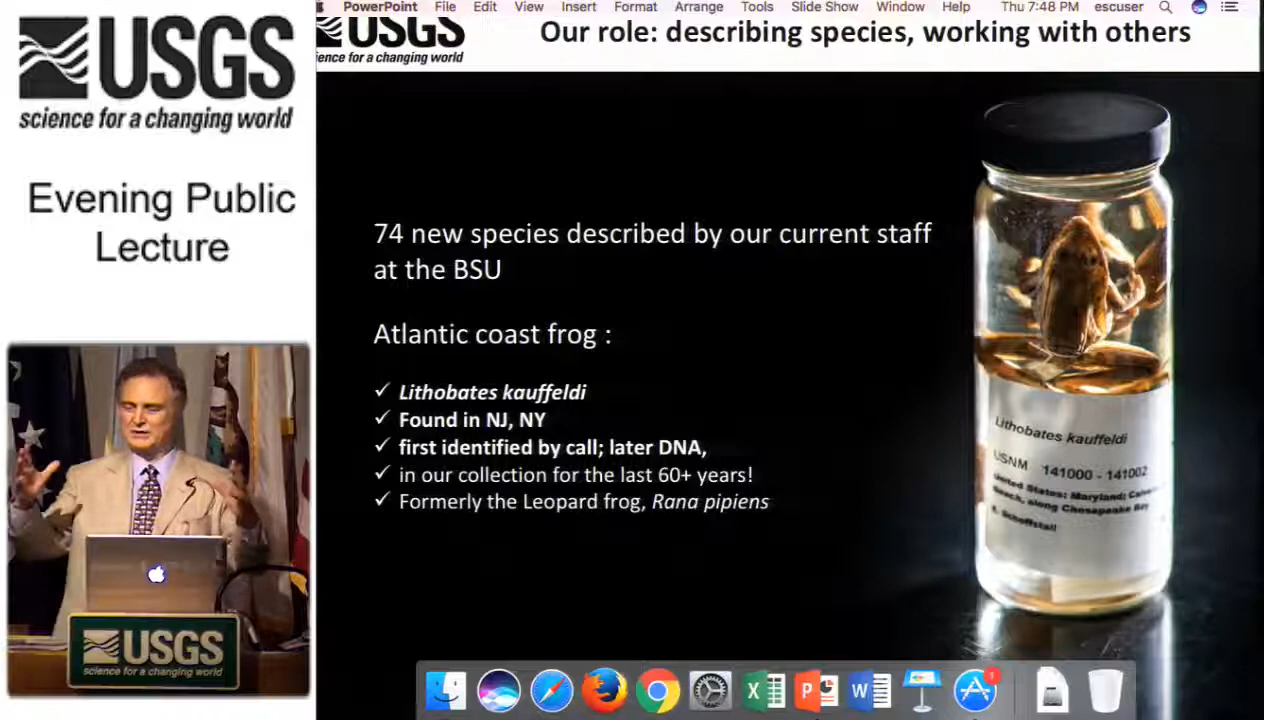 USGS
science for a changing world
Evening Public
Lecture
USGS
science for a changing world
PowerPoint File Edit View Insert Format Arrange Tools Slide Show Window Help Thu 7:48 PM escuser
USGS
ence for a changing world
Our role: describing species, working with others
74 new species described by our current staff
at the BSU
Atlantic coast frog :
✓ Lithobates kauffeldi
✓ Found in NJ, NY
✓ first identified by call; later DNA,
✓ in our collection for the last 60+ years!
✓ Formerly the Leopard frog, Rana pipiens
Lithobates kauffeldi
USNM 141000 - 141002
United States: Maryland;
Beach, along Chesapeake Bay
Schoffstall
X
P
W
1